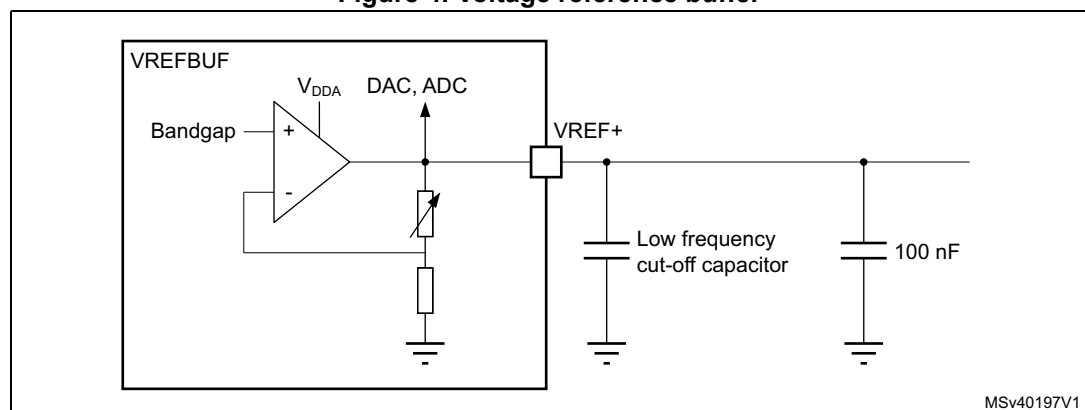 Figure 4. Voltage reference buffer
VREFBUF
VDDA
DAC, ADC
Bandgap
+
-
VREF+
Low frequency
cut-off capacitor
100 nF
MSv40197V1